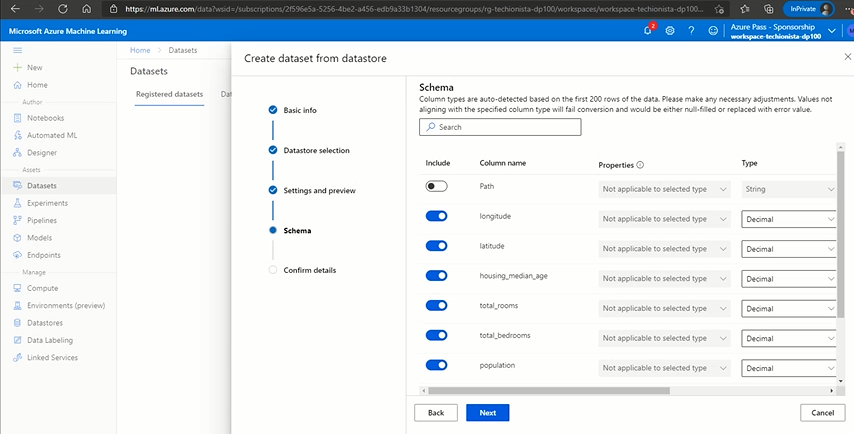 https://ml.azure.com/data?wsid=/subscriptions/2f596e5a-5256-4be2-a456-edb9a33b1304/resourcegroups/rg-techionista-dp100/workspaces/workspace-techionista-dp100...
InPrivate
Microsoft Azure Machine Learning
2
Azure Pass - Sponsorship
workspace-techionista-dp100
New
Home
Author
Notebooks
Automated ML
Designer
Assets
Datasets
Experiments
Pipelines
Models
Endpoints
Manage
Compute
Environments (preview)
Datastores
Data Labeling
Linked Services
Home > Datasets
Datasets
Registered datasets
Dat
Create dataset from datastore
Basic info
Datastore selection
Settings and preview
Schema
Confirm details
Schema
Column types are auto-detected based on the first 200 rows of the data. Please make any necessary adjustments. Values not
aligning with the specified column type will fail conversion and would be either null-filled or replaced with error value.
Search
Include Column name Properties Type
Path Not applicable to selected type String
longitude Not applicable to selected type Decimal
latitude Not applicable to selected type Decimal
housing_median_age Not applicable to selected type Decimal
total_rooms Not applicable to selected type Decimal
total_bedrooms Not applicable to selected type Decimal
population Not applicable to selected type Decimal
Back Next Cancel